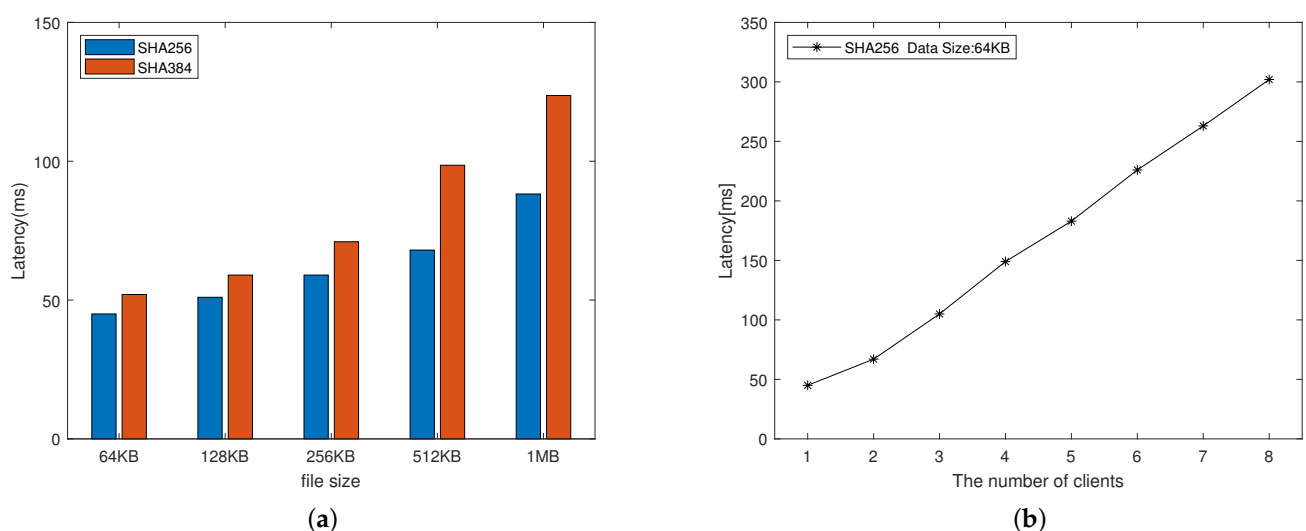 150
100
50
0
Latency(ms)
SHA256
SHA384
64KB 128KB 256KB 512KB 1MB
file size
(a)
350
300
250
200
150
100
50
0
Latency[ms]
SHA256 Data Size:64KB
1 2 3 4 5 6 7 8
The number of clients
(b)